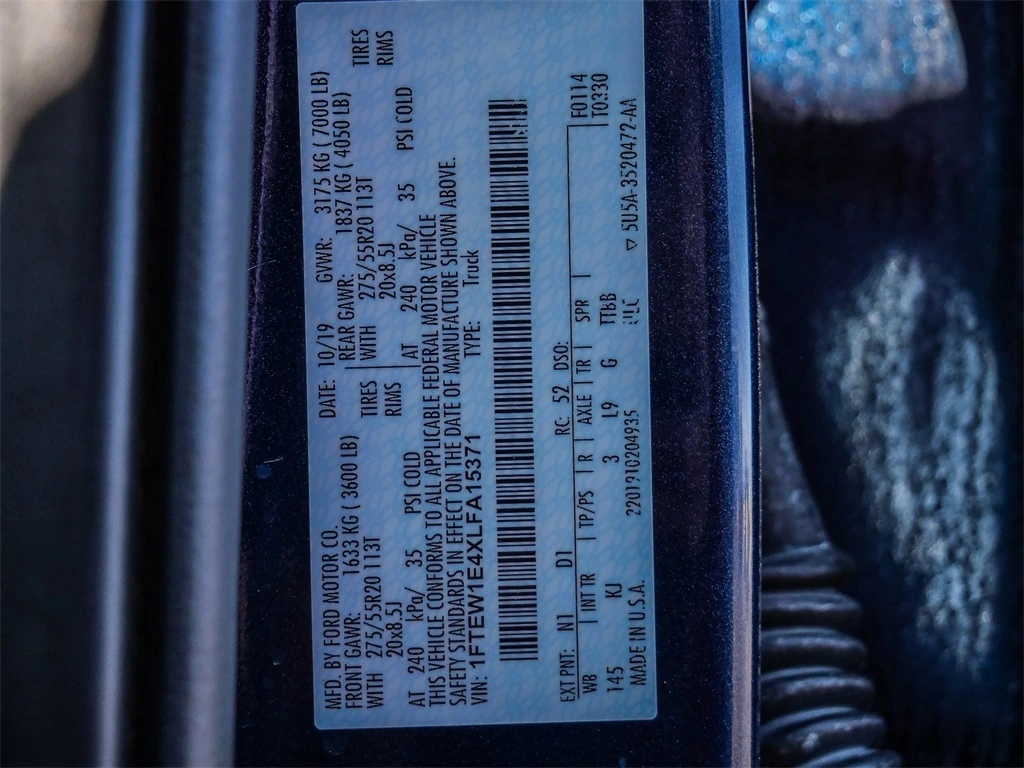 MFD. BY FORD MOTOR CO. DATE: 10/19 GVWR: 3175 KG ( 7000 LB)
FRONT GAWR: 1633 KG ( 3600 LB) REAR GAWR: 1837 KG ( 4050 LB)
WITH 275/55R20 113T TIRES WITH 275/55R20 113T TIRES
20x8.5J RIMS 20x8.5J RIMS
AT 240 kPa/ 35 PSI COLD AT 240 kPa/ 35 PSI COLD
THIS VEHICLE CONFORMS TO ALL APPLICABLE FEDERAL MOTOR VEHICLE
SAFETY STANDARDS IN EFFECT ON THE DATE OF MANUFACTURE SHOWN ABOVE.
VIN: 1FTEW1E4XLFA15371 TYPE: Truck
EXT PNT: N1 D1 RC: 52 DSO: F0114
WB INT TR TP/PS R AXLE TR SPR T0330
145 KJ 3 L9 G
MADE IN U.S.A. 2201910204935 ▽ 5U5A-3520472-AA